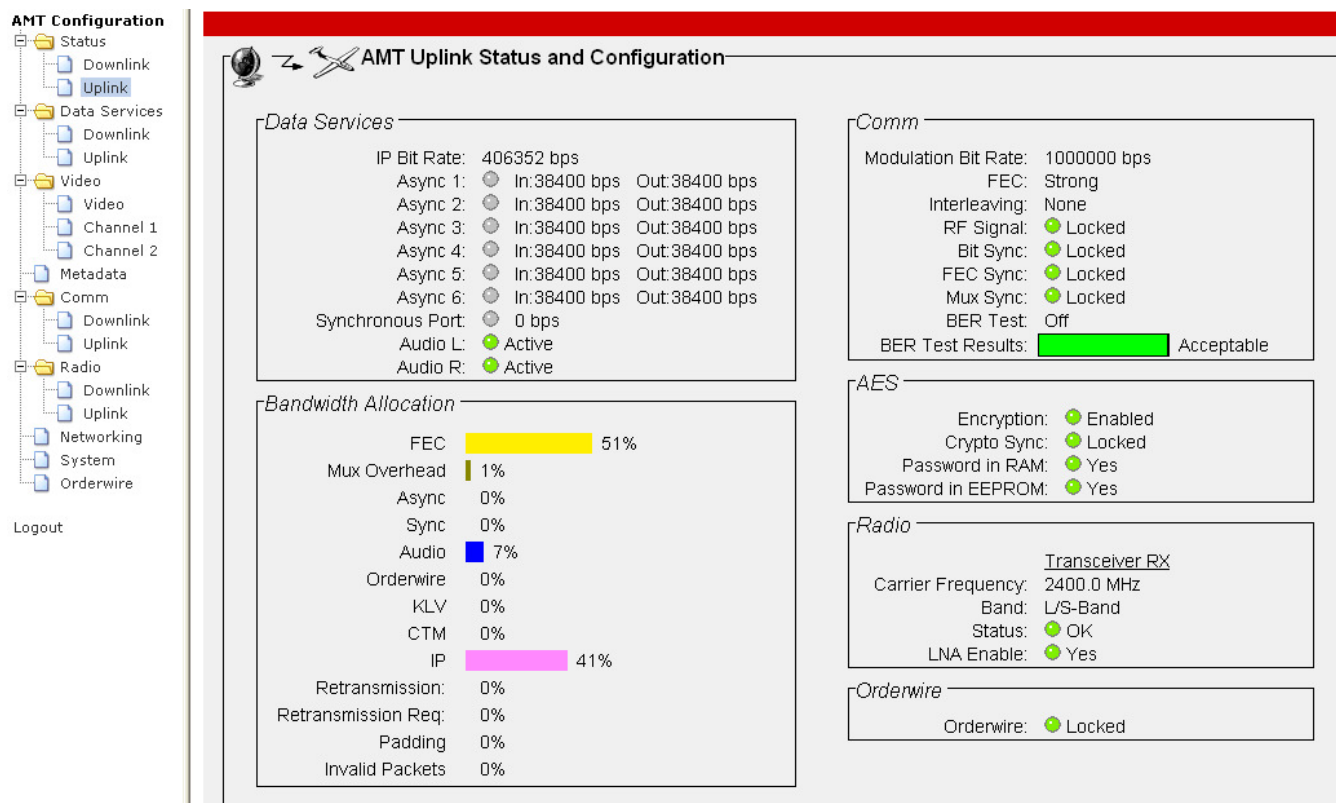 AMT Configuration
Status
Downlink
Uplink
Data Services
Downlink
Uplink
Video
Video
Channel 1
Channel 2
Metadata
Comm
Downlink
Uplink
Radio
Downlink
Uplink
Networking
System
Orderwire
Logout
AMT Uplink Status and Configuration
Data Services
IP Bit Rate: 406352 bps
Async 1: In:38400 bps Out:38400 bps
Async 2: In:38400 bps Out:38400 bps
Async 3: In:38400 bps Out:38400 bps
Async 4: In:38400 bps Out:38400 bps
Async 5: In:38400 bps Out:38400 bps
Async 6: In:38400 bps Out:38400 bps
Synchronous Port: 0 bps
Audio L: Active
Audio R: Active
Bandwidth Allocation
FEC 51%
Mux Overhead 1%
Async 0%
Sync 0%
Audio 7%
Orderwire 0%
KLV 0%
CTM 0%
IP 41%
Retransmission: 0%
Retransmission Req: 0%
Padding 0%
Invalid Packets 0%
Comm
Modulation Bit Rate: 1000000 bps
FEC: Strong
Interleaving: None
RF Signal: Locked
Bit Sync: Locked
FEC Sync: Locked
Mux Sync: Locked
BER Test: Off
BER Test Results: Acceptable
AES
Encryption: Enabled
Crypto Sync: Locked
Password in RAM: Yes
Password in EEPROM: Yes
Radio
Transceiver RX
Carrier Frequency: 2400.0 MHz
Band: L/S-Band
Status: OK
LNA Enable: Yes
Orderwire
Orderwire: Locked